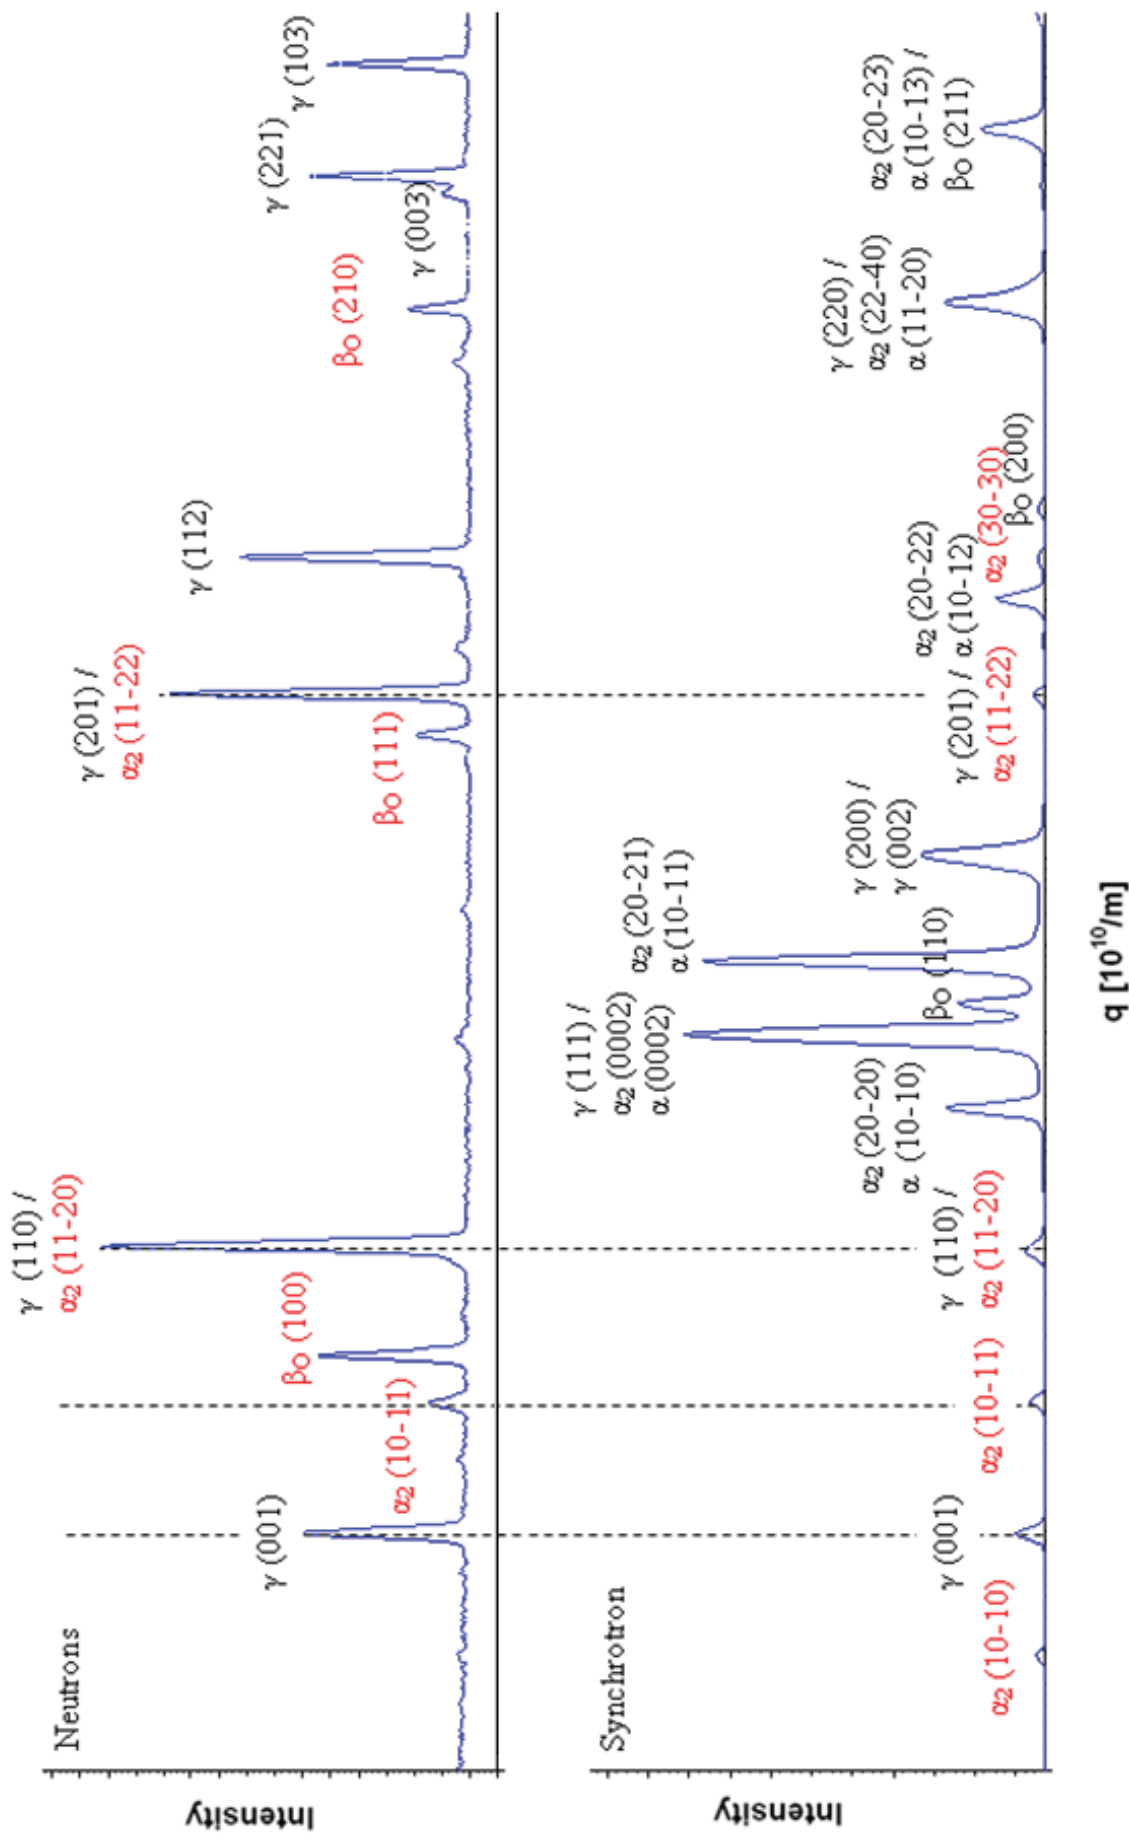 Neutrons
Intensity
γ (001)
α₂ (10-11)
βo (100)
γ (110) /
α₂ (11-20)
βo (111)
γ (201) /
α₂ (11-22)
γ (112)
βo (210)
γ (003)
γ (221)
γ (103)
Synchrotron
Intensity
α₂ (10-10)
γ (001)
α₂ (10-11)
γ (110) /
α₂ (11-20)
α₂ (20-20)
α (10-10)
γ (111) /
α₂ (0002)
α (0002)
βo (110)
α₂ (20-21)
α (10-11)
γ (200) /
γ (002)
γ (201) /
α₂ (11-22)
α₂ (20-22)
α (10-12)
α₂ (30-30)
βo (200)
γ (220) /
α₂ (22-40)
α (11-20)
α₂ (20-23)
α (10-13) /
βo (211)
q [10¹⁰/m]